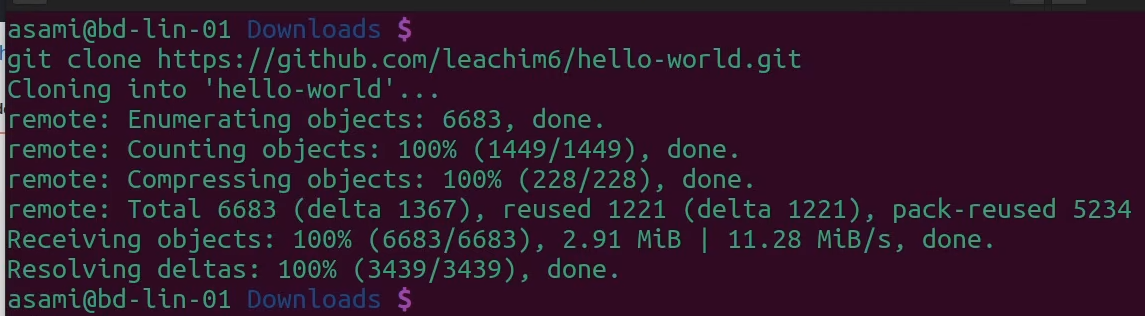 asami@bd-lin-01 Downloads $
git clone https://github.com/leachim6/hello-world.git
Cloning into 'hello-world'...
remote: Enumerating objects: 6683, done.
remote: Counting objects: 100% (1449/1449), done.
remote: Compressing objects: 100% (228/228), done.
remote: Total 6683 (delta 1367), reused 1221 (delta 1221), pack-reused 5234
Receiving objects: 100% (6683/6683), 2.91 MiB | 11.28 MiB/s, done.
Resolving deltas: 100% (3439/3439), done.
asami@bd-lin-01 Downloads $